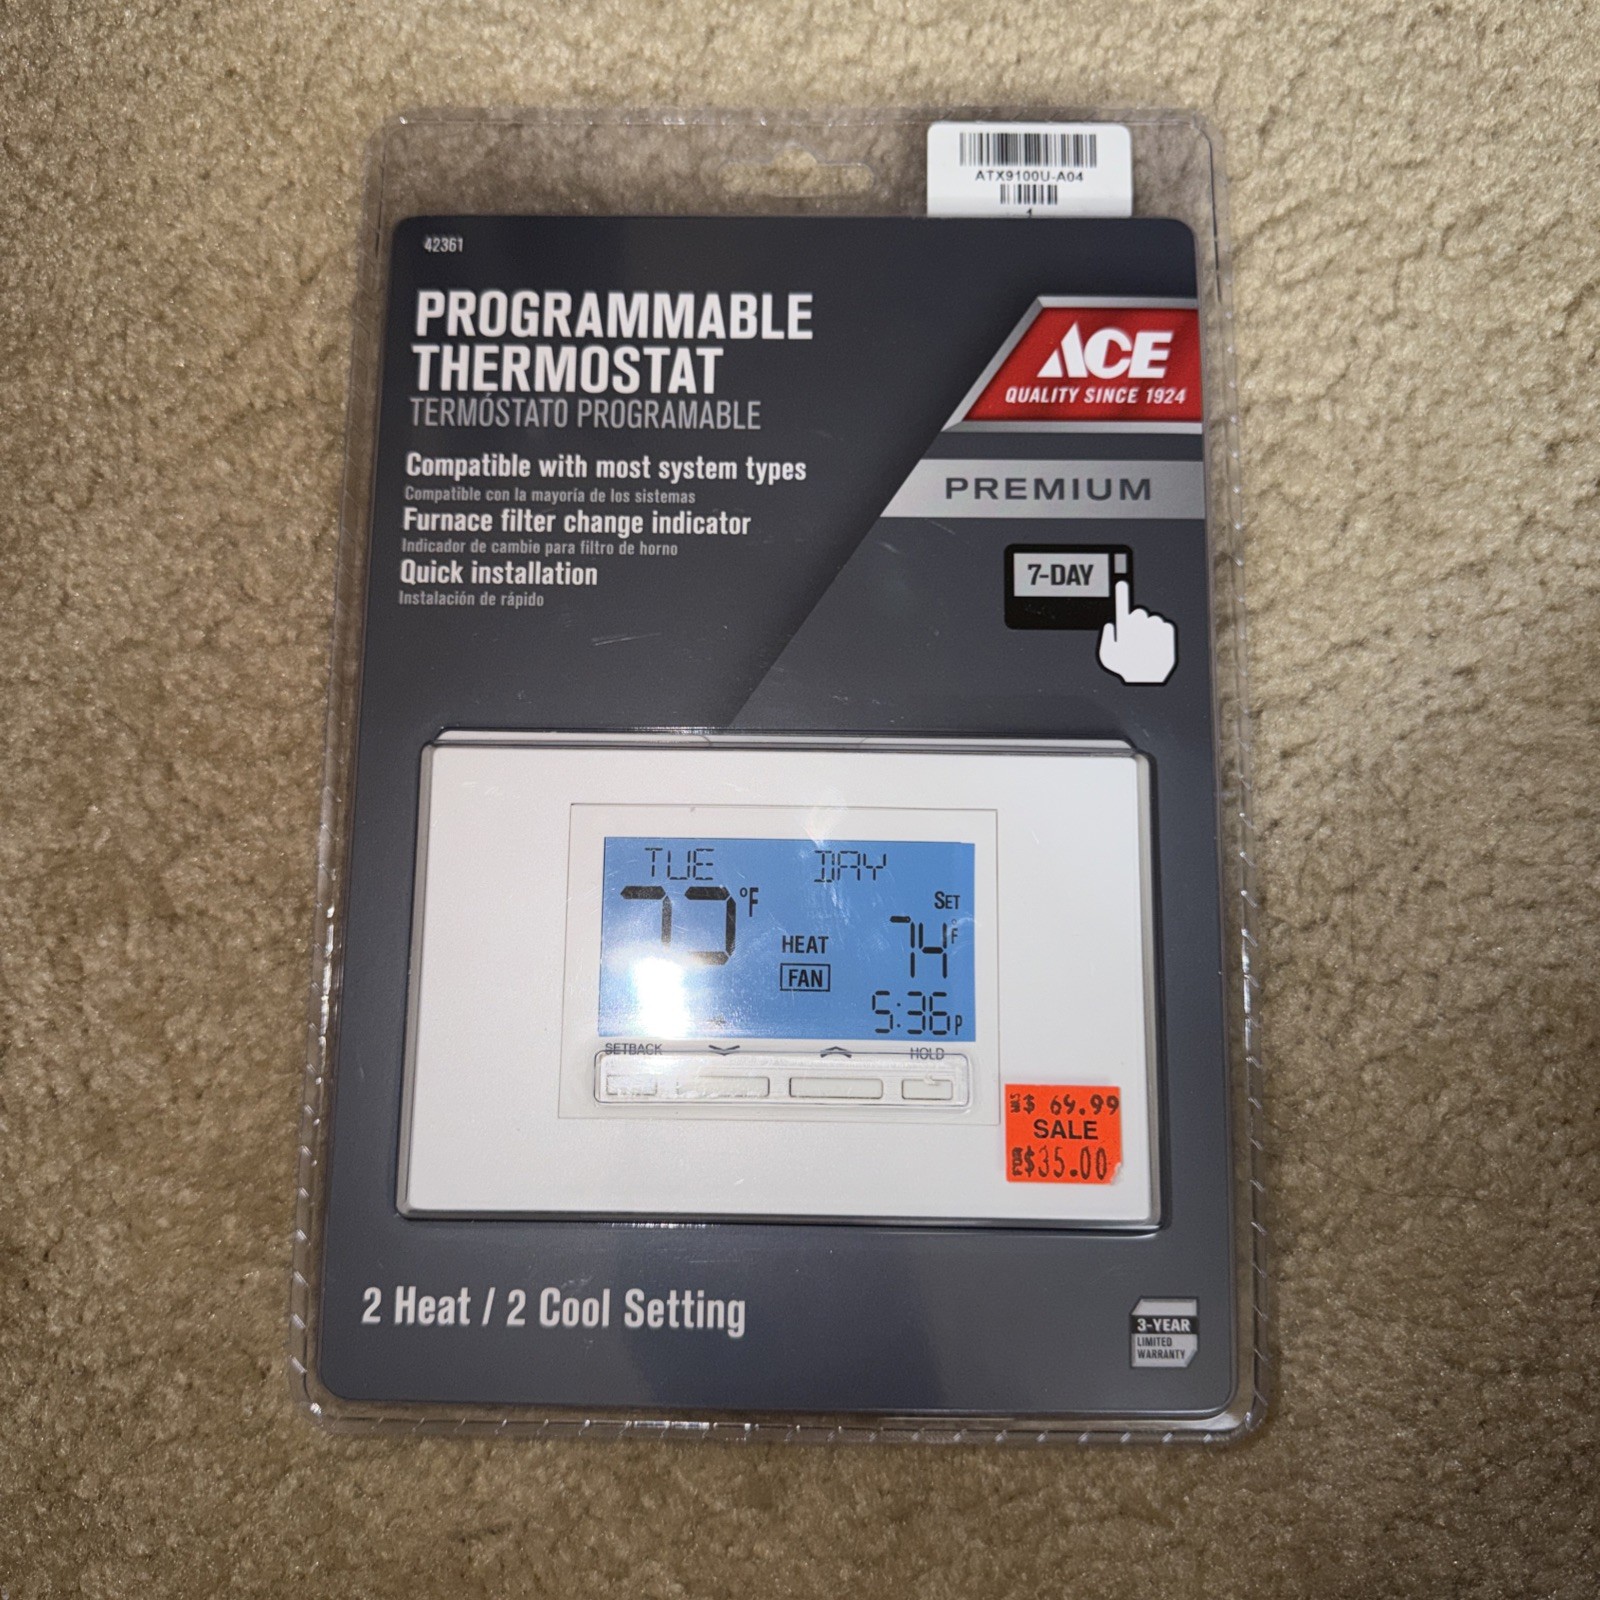 ATX9100U-A04
1
42361
PROGRAMMABLE
THERMOSTAT
TERMÓSTATO PROGRAMABLE
ACE
QUALITY SINCE 1924
Compatible with most system types
Compatible con la mayoría de los sistemas
PREMIUM
Furnace filter change indicator
Indicador de cambio para filtro de horno
Quick installation
Instalación de rápido
7-DAY
TUE DAY
°F
SET
HEAT
74°F
FAN
5:36P
SETBACK HOLD
$ 69.99
SALE
FOR $35.00
2 Heat / 2 Cool Setting
3-YEAR
LIMITED
WARRANTY